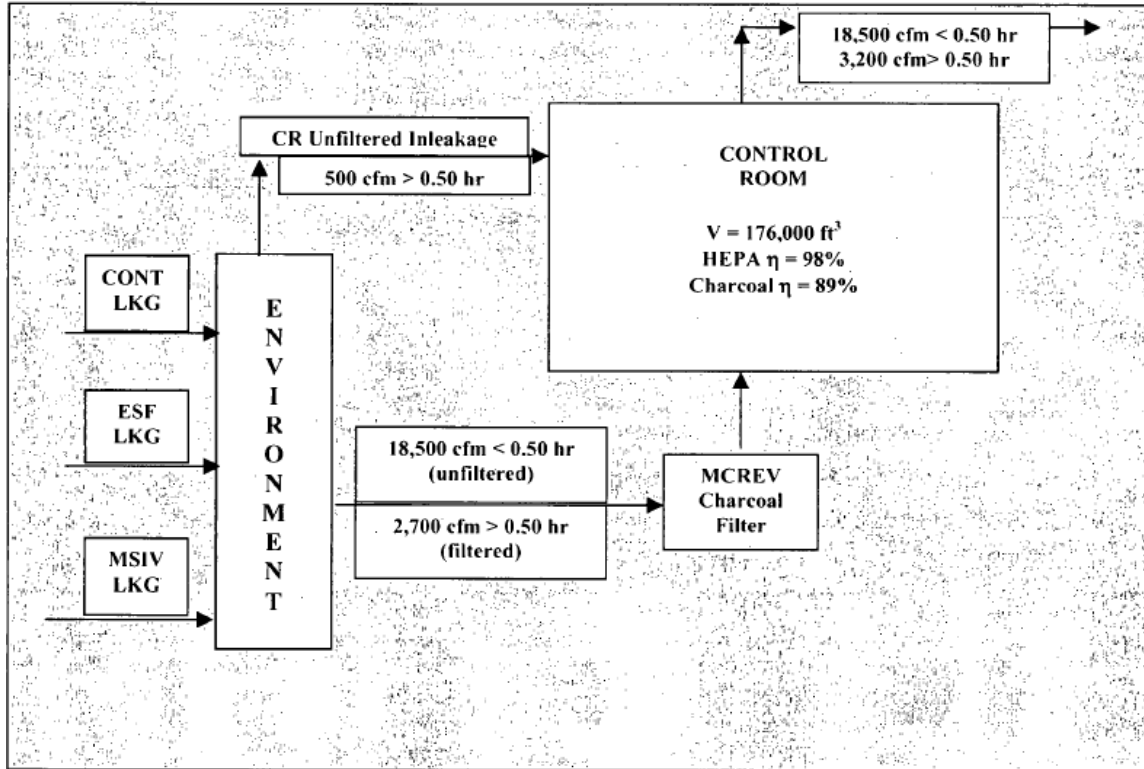 18,500 cfm < 0.50 hr
3,200 cfm> 0.50 hr
CR Unfiltered Inleakage
500 cfm > 0.50 hr
CONTROL
ROOM
V = 176,000 ft³
HEPA η = 98%
Charcoal η = 89%
CONT
LKG
ESF
LKG
MSIV
LKG
ENVIRONMENT
18,500 cfm < 0.50 hr
(unfiltered)
2,700 cfm > 0.50 hr
(filtered)
MCREV
Charcoal
Filter